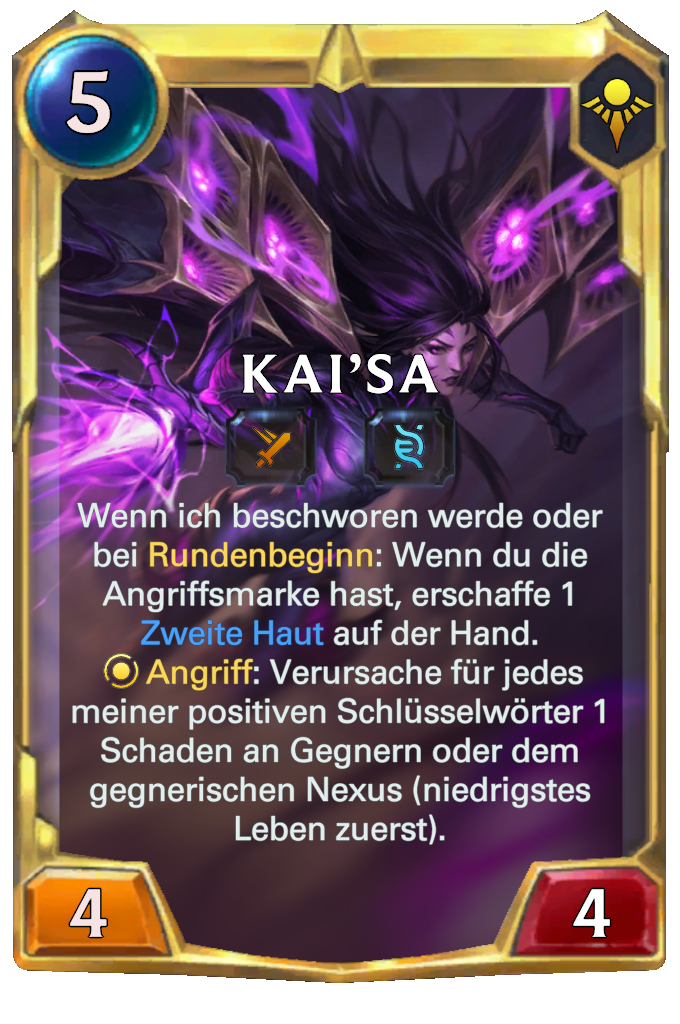 5
KAI'SA
Wenn ich beschworen werde oder
bei Rundenbeginn: Wenn du die
Angriffsmarke hast, erschaffe 1
Zweite Haut auf der Hand.
Angriff: Verursache für jedes
meiner positiven Schlüsselwörter 1
Schaden an Gegnern oder dem
gegnerischen Nexus (niedrigstes
Leben zuerst).
4
4